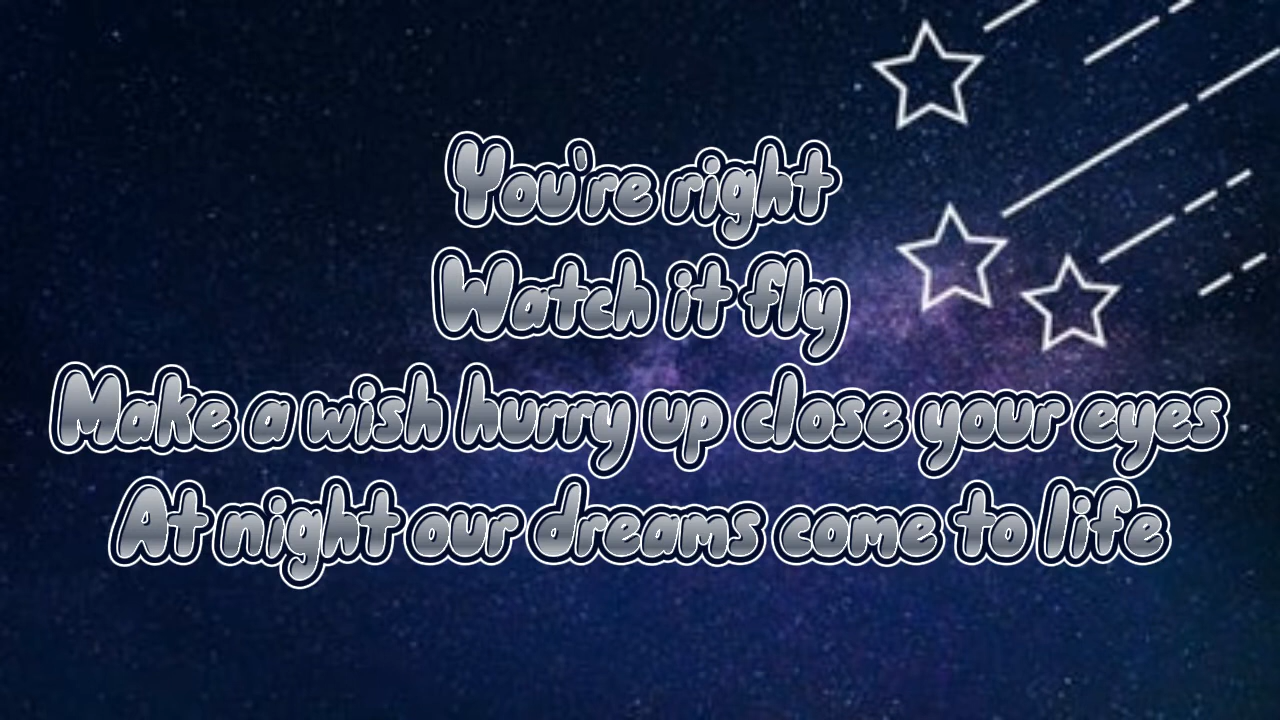 You're right
Watch it fly
Make a wish hurry up close your eyes
At night our dreams come to life